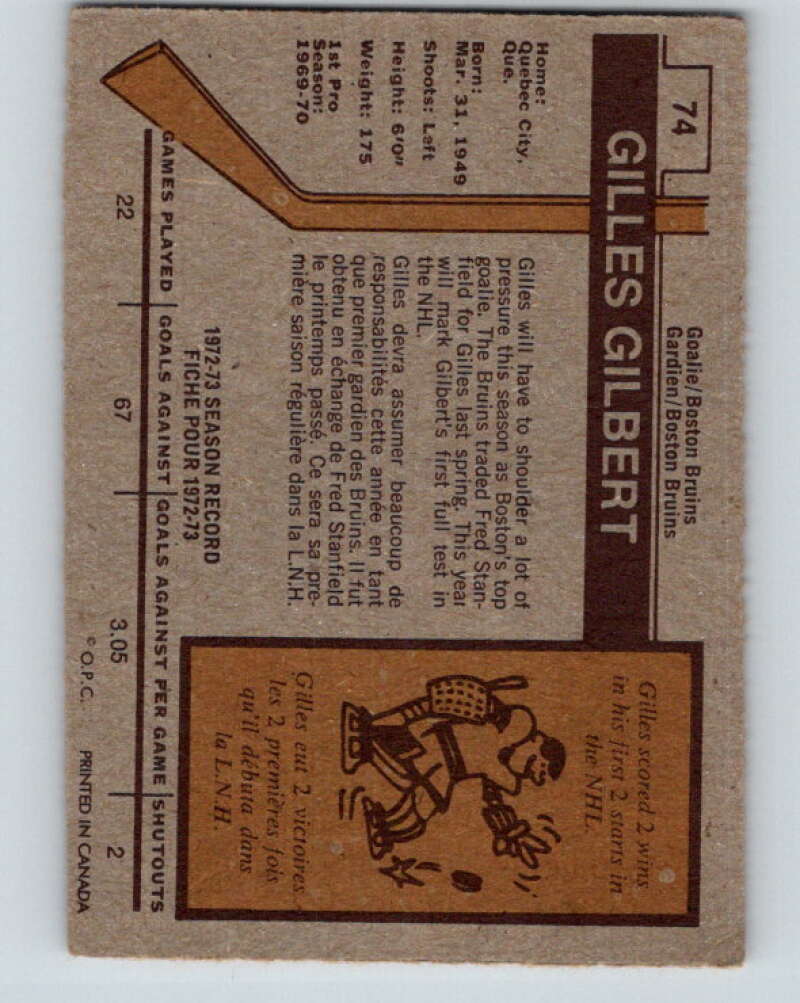 74
Goalie/Boston Bruins
Gardien/Boston Bruins
GILLES GILBERT
Home:
Quebec City,
Que.
Born:
Mar. 31, 1949
Shoots: Left
Height: 6'0"
Weight: 175
1st Pro
Season:
1969-70
Gilles will have to shoulder a lot of
pressure this season as Boston's top
goalie. The Bruins traded Fred Stan-
field for Gilles last spring. This year
will mark Gilbert's first full test in
the NHL.
Gilles devra assumer beaucoup de
responsabilités cette année en tant
que premier gardien des Bruins. Il fut
obtenu en échange de Fred Stanfield
le printemps passé. Ce sera sa pre-
mière saison régulière dans la L.N.H.
Gilles scored 2 wins
in his first 2 starts in
the NHL.
Gilles eut 2 victoires
les 2 premières fois
qu'il débuta dans
la L.N.H.
1972-73 SEASON RECORD
FICHE POUR 1972-73
GAMES PLAYED GOALS AGAINST GOALS AGAINST PER GAME SHUTOUTS
22 67 3.05 2
© O.P.C. PRINTED IN CANADA